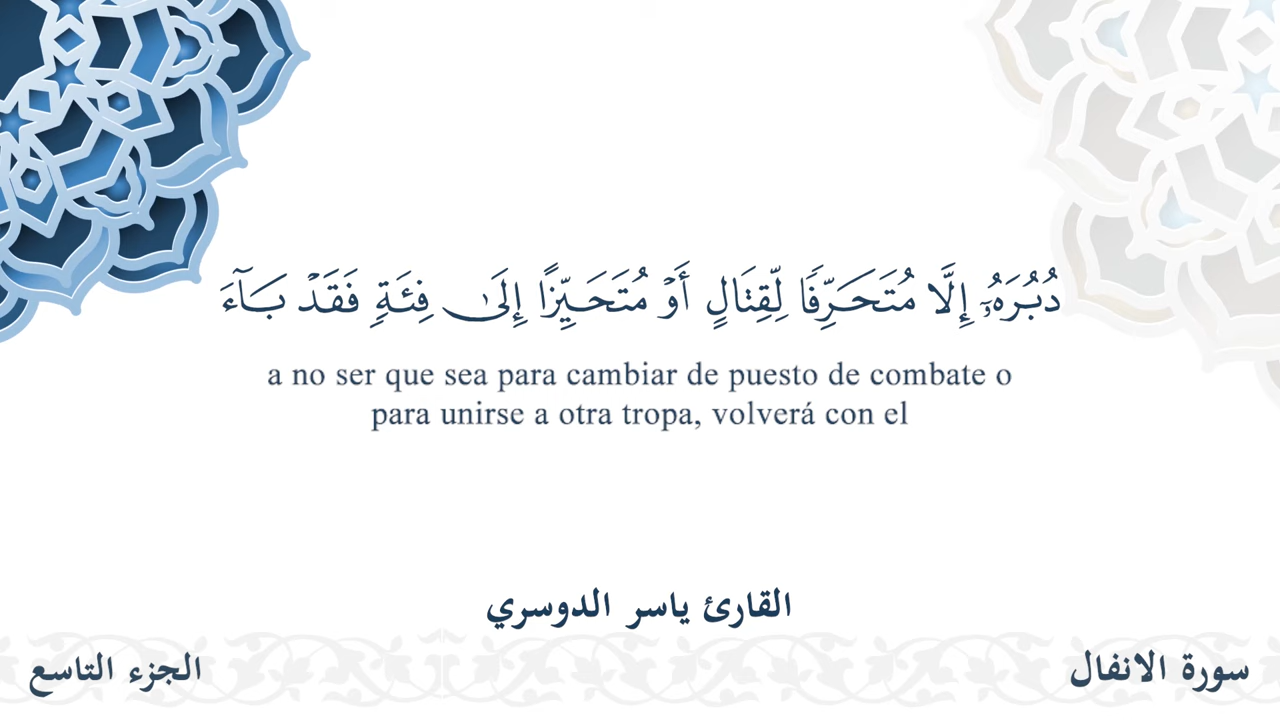 دُبُرَهُۥٓ إِلَّا مُتَحَرِّفًا لِّقِتَالٍ أَوْ مُتَحَيِّزًا إِلَىٰ فِئَةٍ فَقَدْ بَآءَ
a no ser que sea para cambiar de puesto de combate o
para unirse a otra tropa, volverá con el
القارئ ياسر الدوسري
سورة الانفال
الجزء التاسع